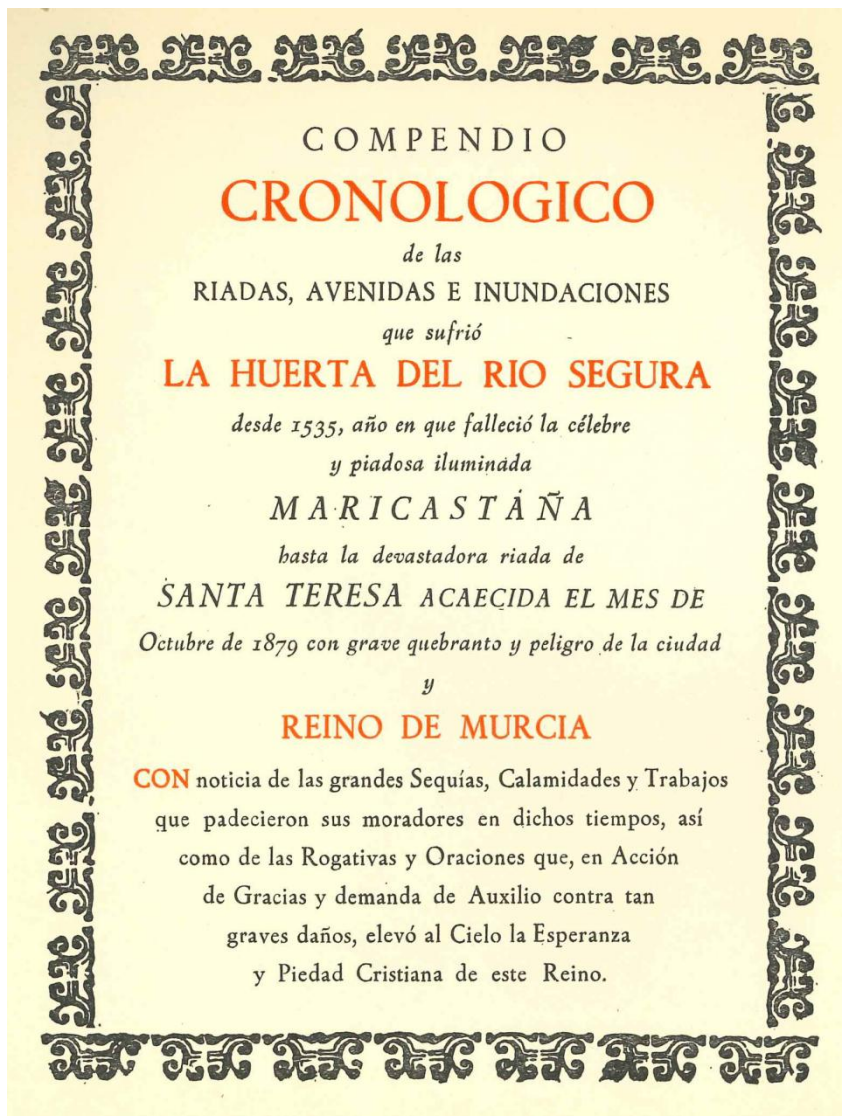 COMPENDIO
CRONOLOGICO
de las
RIADAS, AVENIDAS E INUNDACIONES
que sufrió
LA HUERTA DEL RIO SEGURA
desde 1535, año en que falleció la célebre
y piadosa iluminada
MARICASTAÑA
hasta la devastadora riada de
SANTA TERESA ACAECIDA EL MES DE
Octubre de 1879 con grave quebranto y peligro de la ciudad
y
REINO DE MURCIA
CON noticia de las grandes Sequías, Calamidades y Trabajos
que padecieron sus moradores en dichos tiempos, así
como de las Rogativas y Oraciones que, en Acción
de Gracias y demanda de Auxilio contra tan
graves daños, elevó al Cielo la Esperanza
y Piedad Cristiana de este Reino.